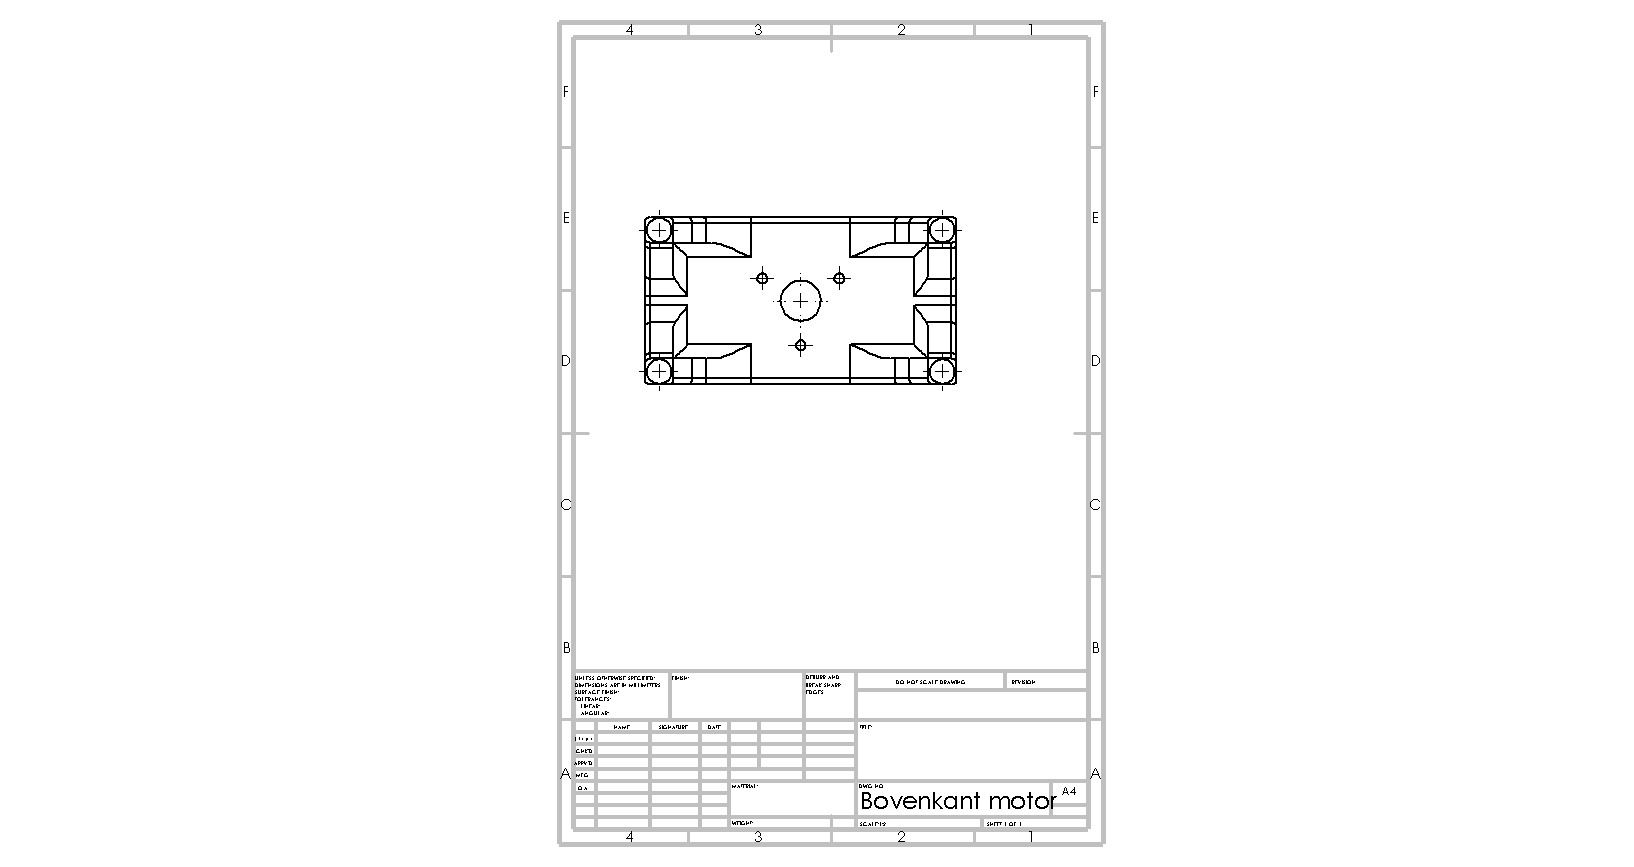 4 3 2 1
F F
E E
D D
C C
B B
UNLESS OTHERWISE SPECIFIED:
DIMENSIONS ARE IN MILLIMETERS
SURFACE FINISH:
TOLERANCES:
LINEAR:
ANGULAR:
FINISH:
DEBURR AND
BREAK SHARP
EDGES
DO NOT SCALE DRAWING
REVISION
NAME SIGNATURE DATE
TITLE:
CHK'D
APPV'D
A A
MFG
Q.A
MATERIAL:
DWG NO.
Bovenkant motor
A4
WEIGHT:
SCALE:1:2
SHEET 1 OF 1
4 3 2 1